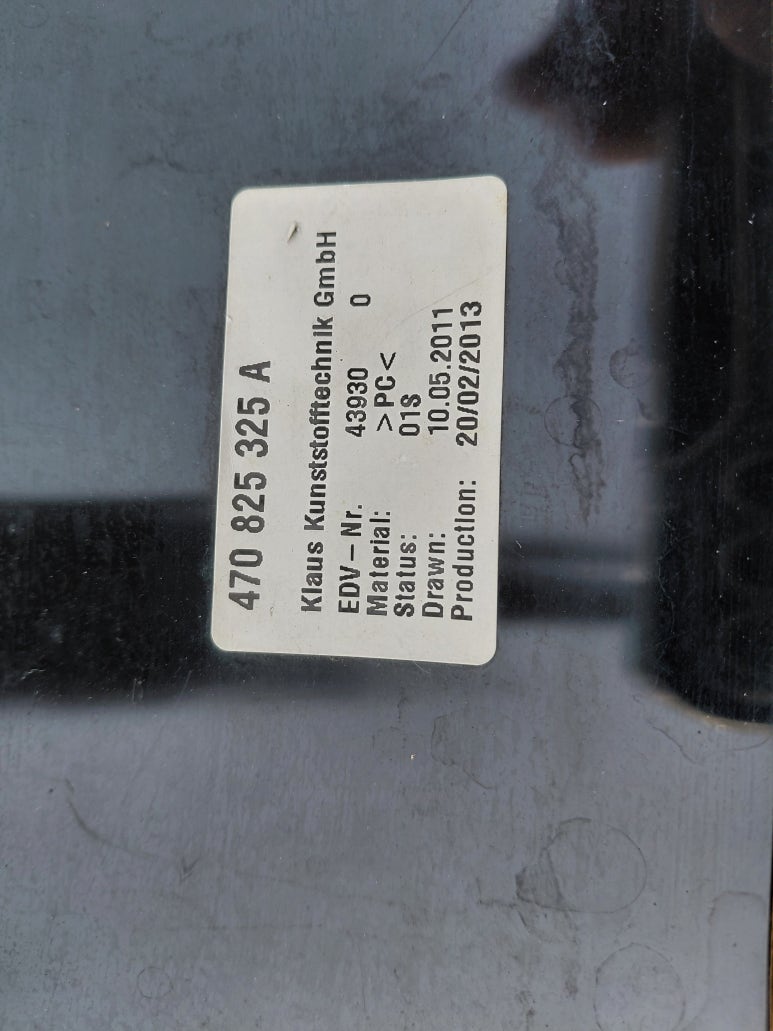 470 825 325 A
Klaus Kunststofftechnik GmbH
EDV-Nr. 43930 0
Material: >PC<
Status: 01S
Drawn: 10.05.2011
Production: 20/02/2013